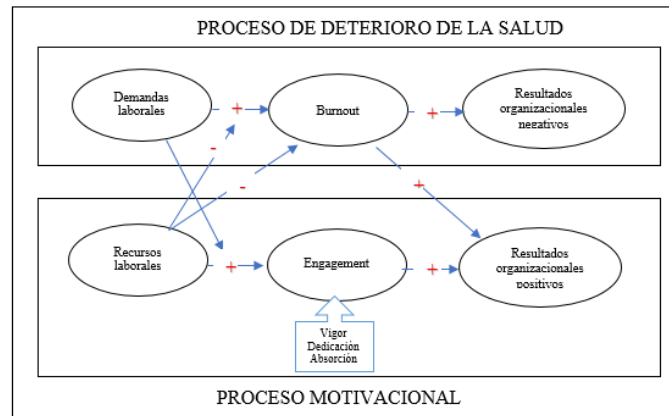 PROCESO DE DETERIORO DE LA SALUD
Demandas
laborales
+
Burnout
+
Resultados
organizacionales
negativos
-
-
+
Recursos
laborales
+
Engagement
+
Resultados
organizacionales
positivos
Vigor
Dedicación
Absorción
PROCESO MOTIVACIONAL